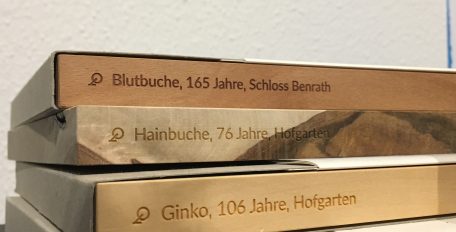 Blutbuche, 165 Jahre, Schloss Benrath
Hainbuche, 76 Jahre, Hofgarten
Ginko, 106 Jahre, Hofgarten